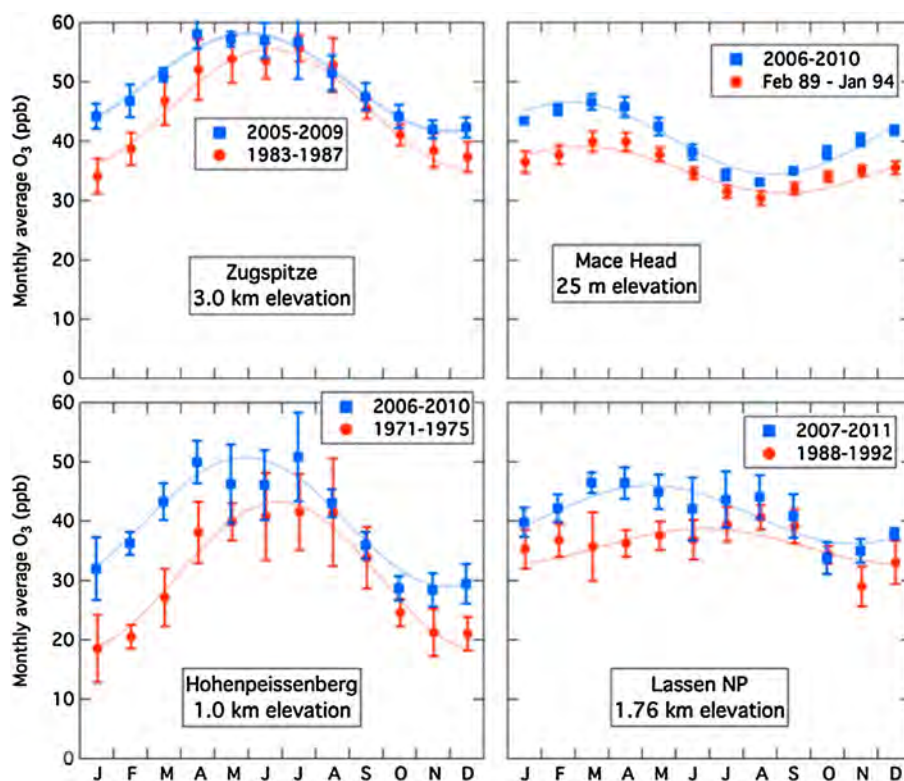 60
50
40
30
20
10
0
Monthly average O3 (ppb)
2005-2009
1983-1987
Zugspitze
3.0 km elevation
2006-2010
Feb 89 - Jan 94
Mace Head
25 m elevation
60
50
40
30
20
10
0
Monthly average O3 (ppb)
2006-2010
1971-1975
Hohenpeissenberg
1.0 km elevation
J F M A M J J A S O N D
2007-2011
1988-1992
Lassen NP
1.76 km elevation
J F M A M J J A S O N D